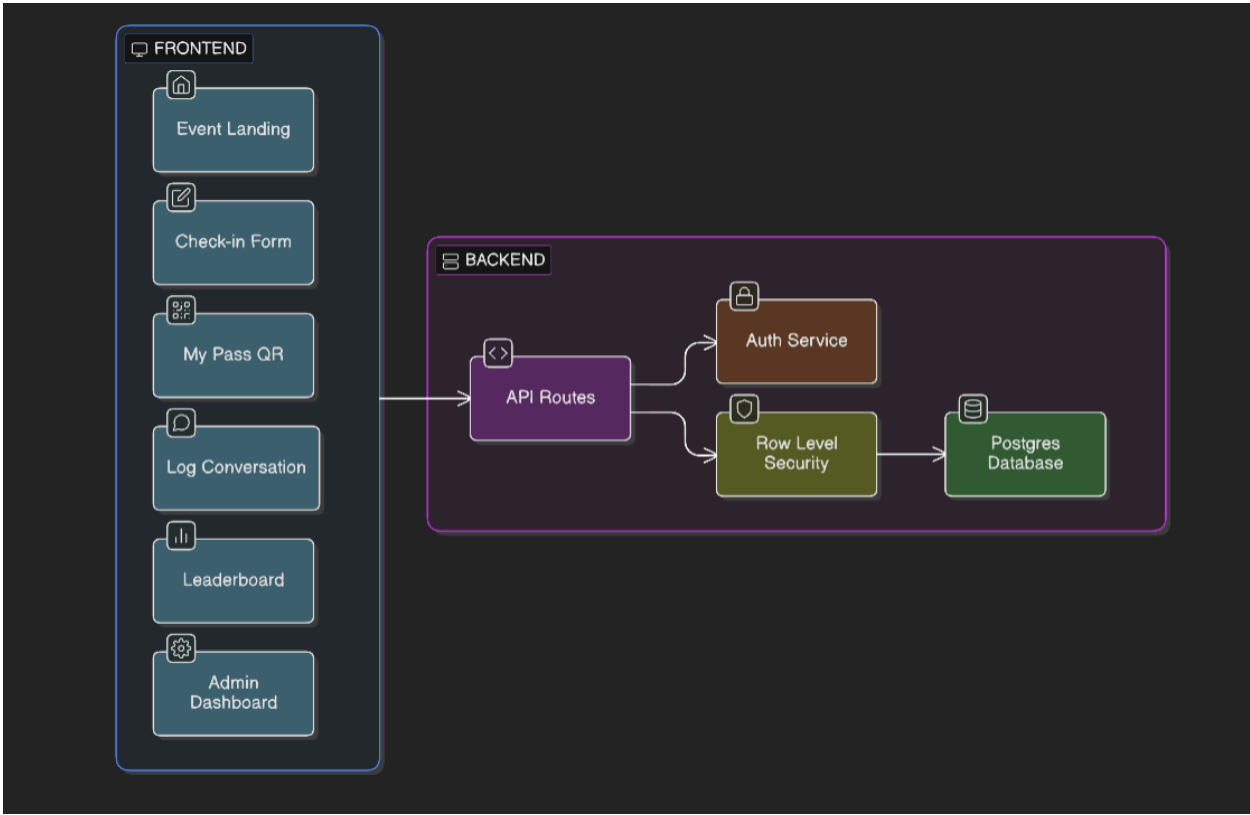 FRONTEND
Event Landing
Check-in Form
My Pass QR
Log Conversation
Leaderboard
Admin
Dashboard
BACKEND
API Routes
Auth Service
Row Level
Security
Postgres
Database